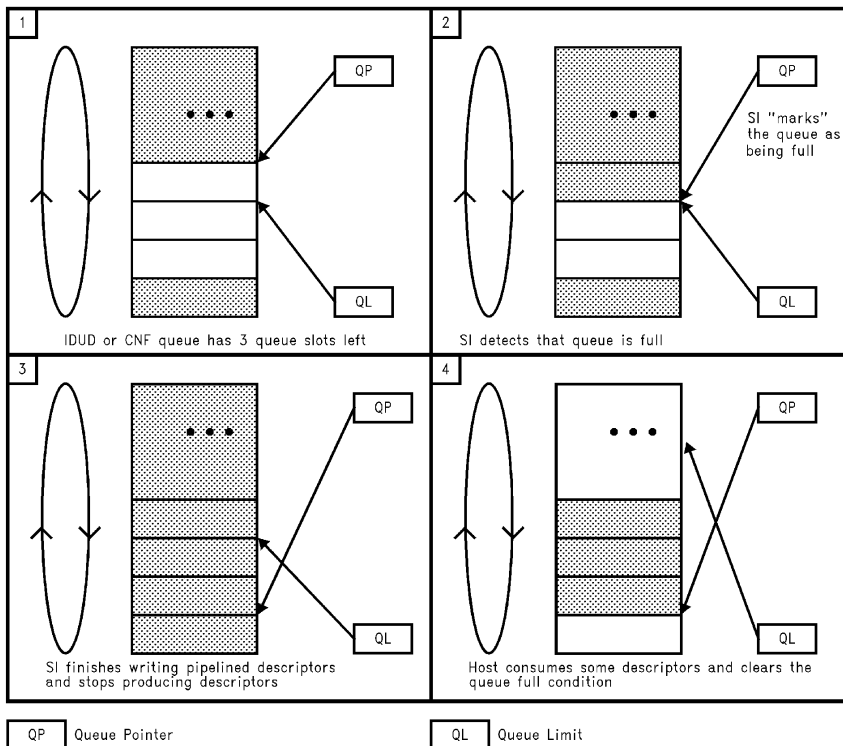 1
QP
QL
IDUD or CNF queue has 3 queue slots left
2
QP
SI "marks"
the queue as
being full
QL
SI detects that queue is full
3
QP
QL
SI finishes writing pipelined descriptors
and stops producing descriptors
4
QP
QL
Host consumes some descriptors and clears the
queue full condition
QP Queue Pointer
QL Queue Limit